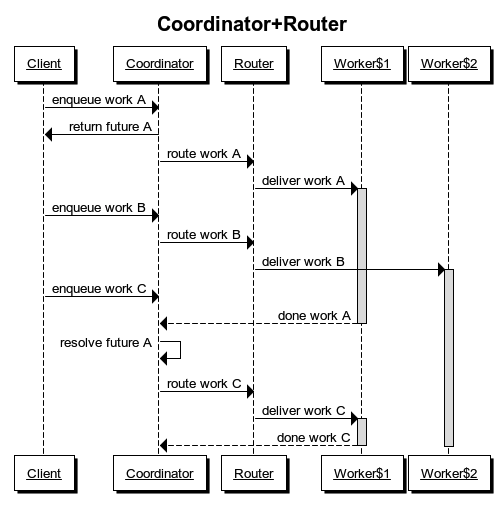 Coordinator+Router
Client Coordinator Router Worker$1 Worker$2
enqueue work A
return future A
route work A
deliver work A
enqueue work B
route work B
deliver work B
enqueue work C
done work A
resolve future A
route work C
deliver work C
done work C
Client Coordinator Router Worker$1 Worker$2